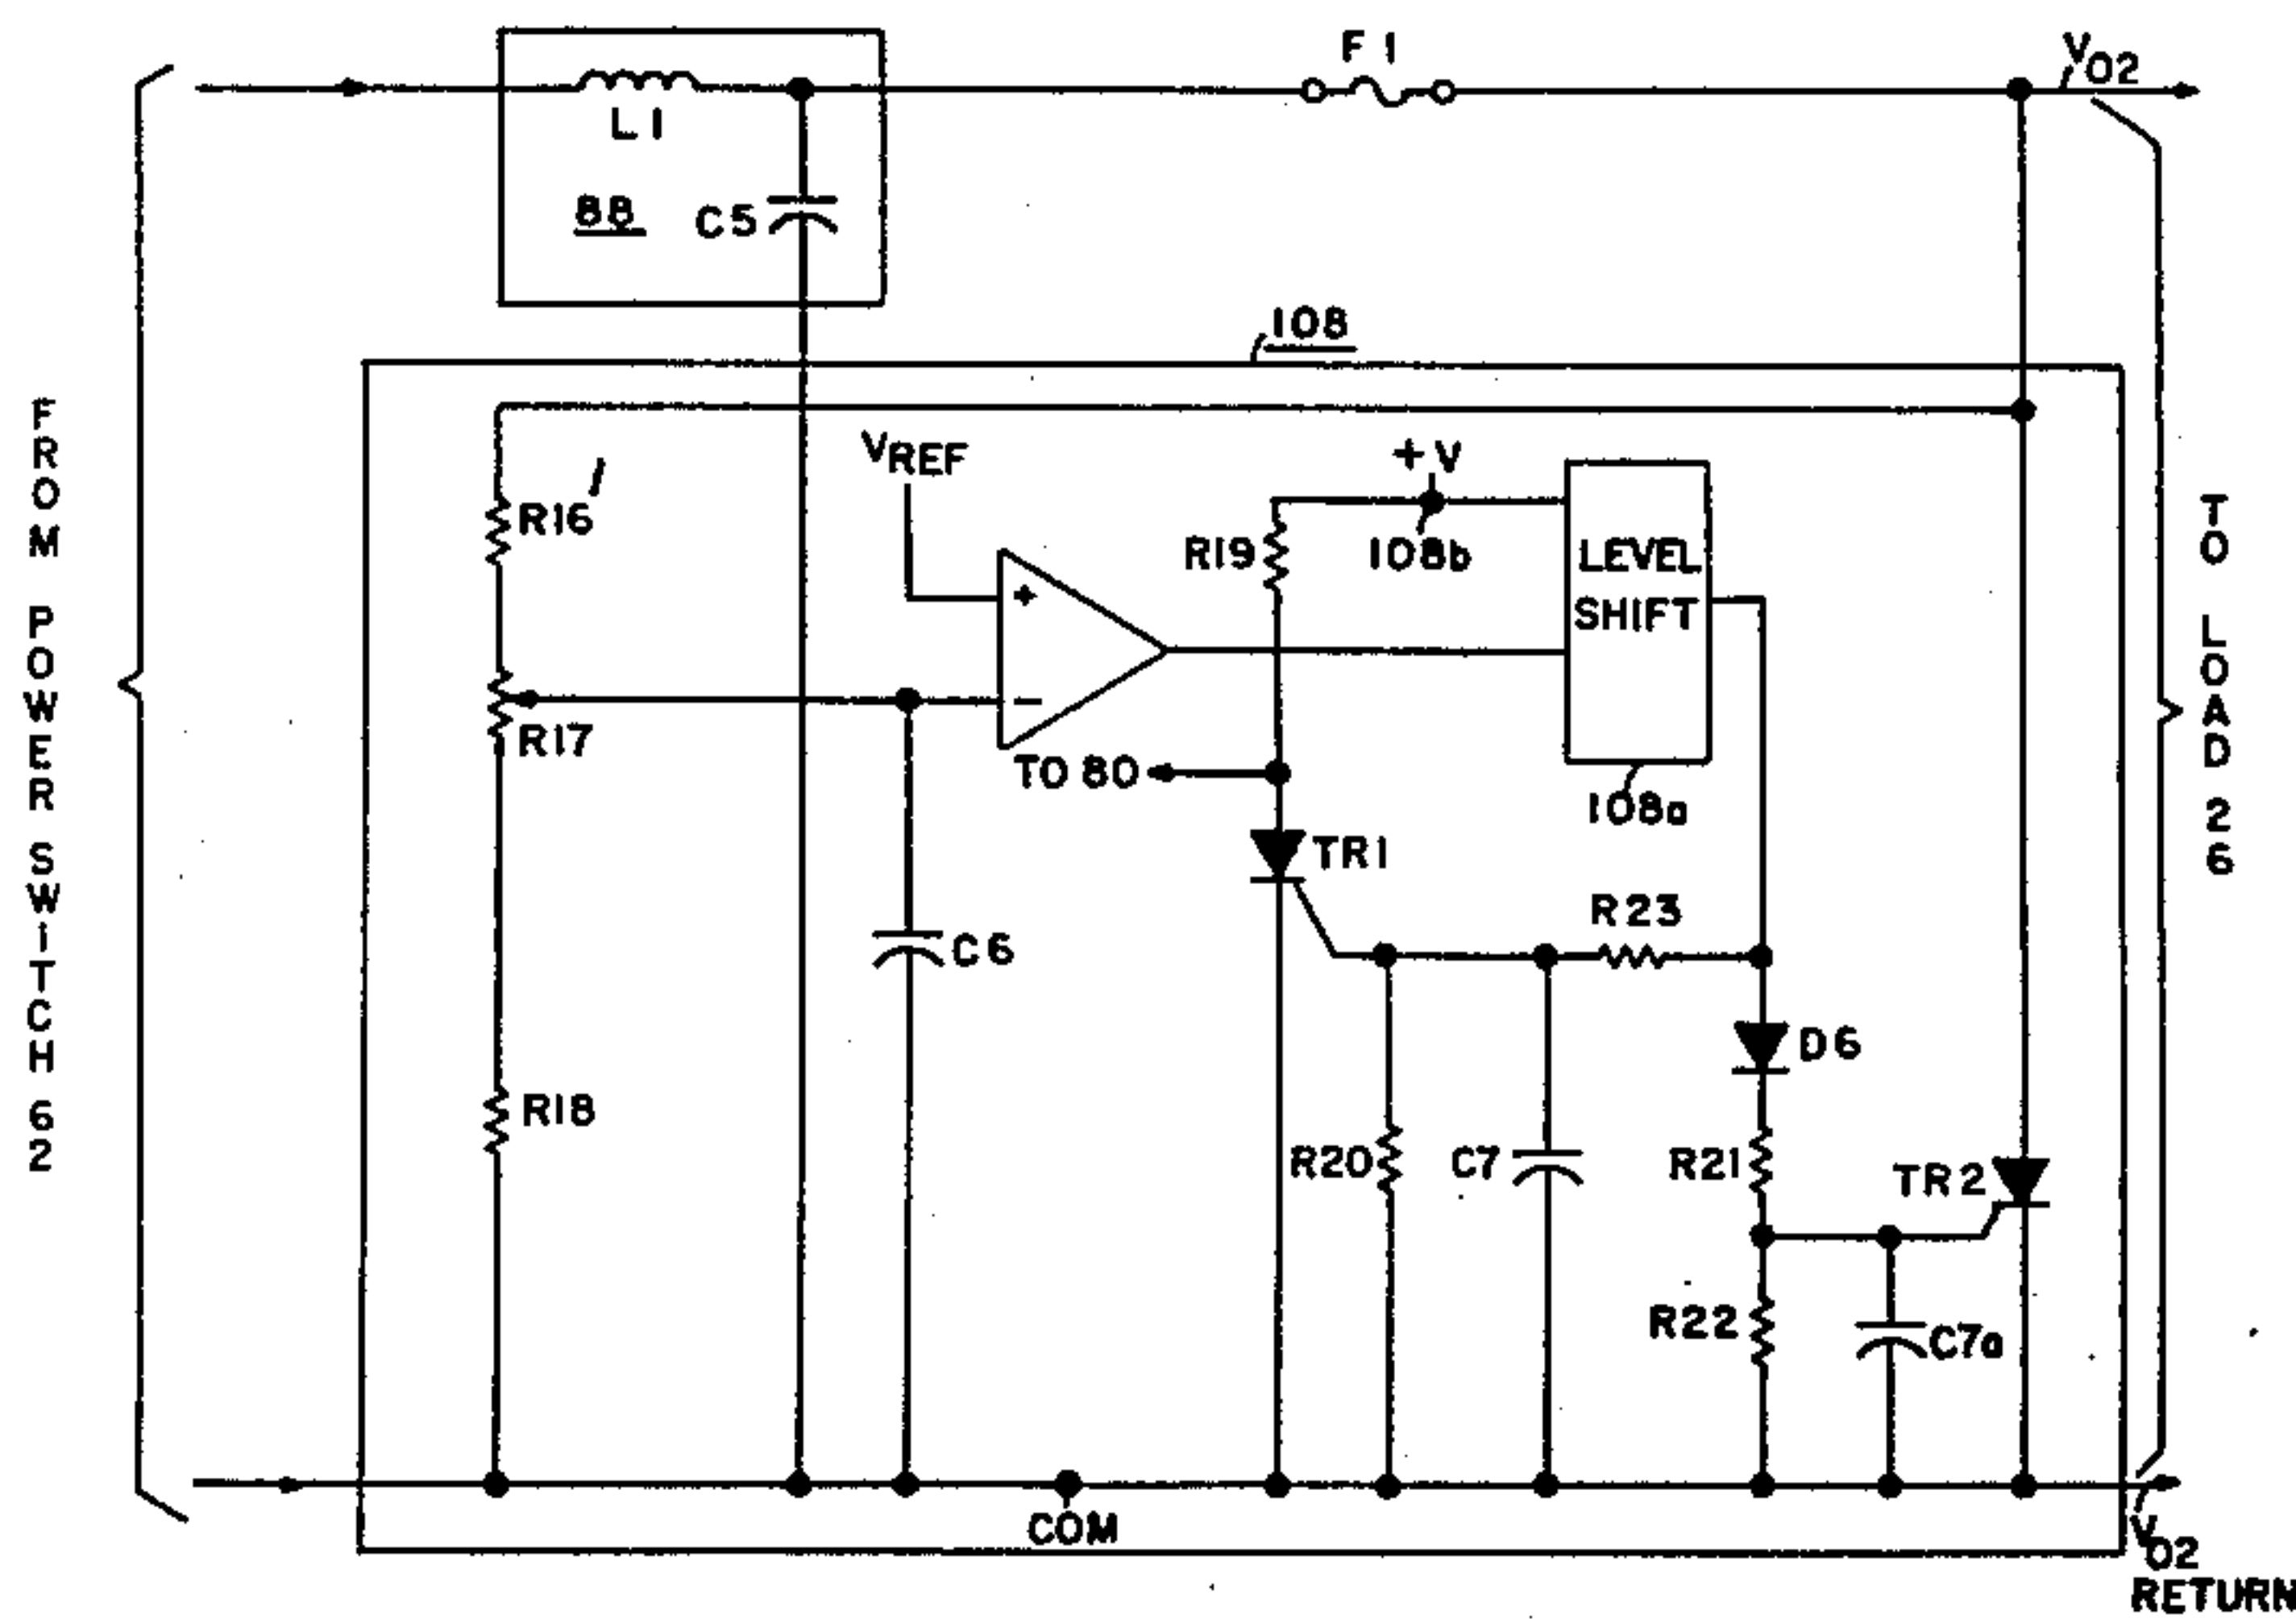 F1
V02
L1
88
C5
108
VREF
+V
R16
R19
108b
LEVEL
SHIFT
R17
TO 80
108a
TR1
R23
C6
D6
R18
R20
C7
R21
TR2
R22
C7a
COM
V02
RETURN
FROM POWER SWITCH 62
TO LOAD 26
+
−